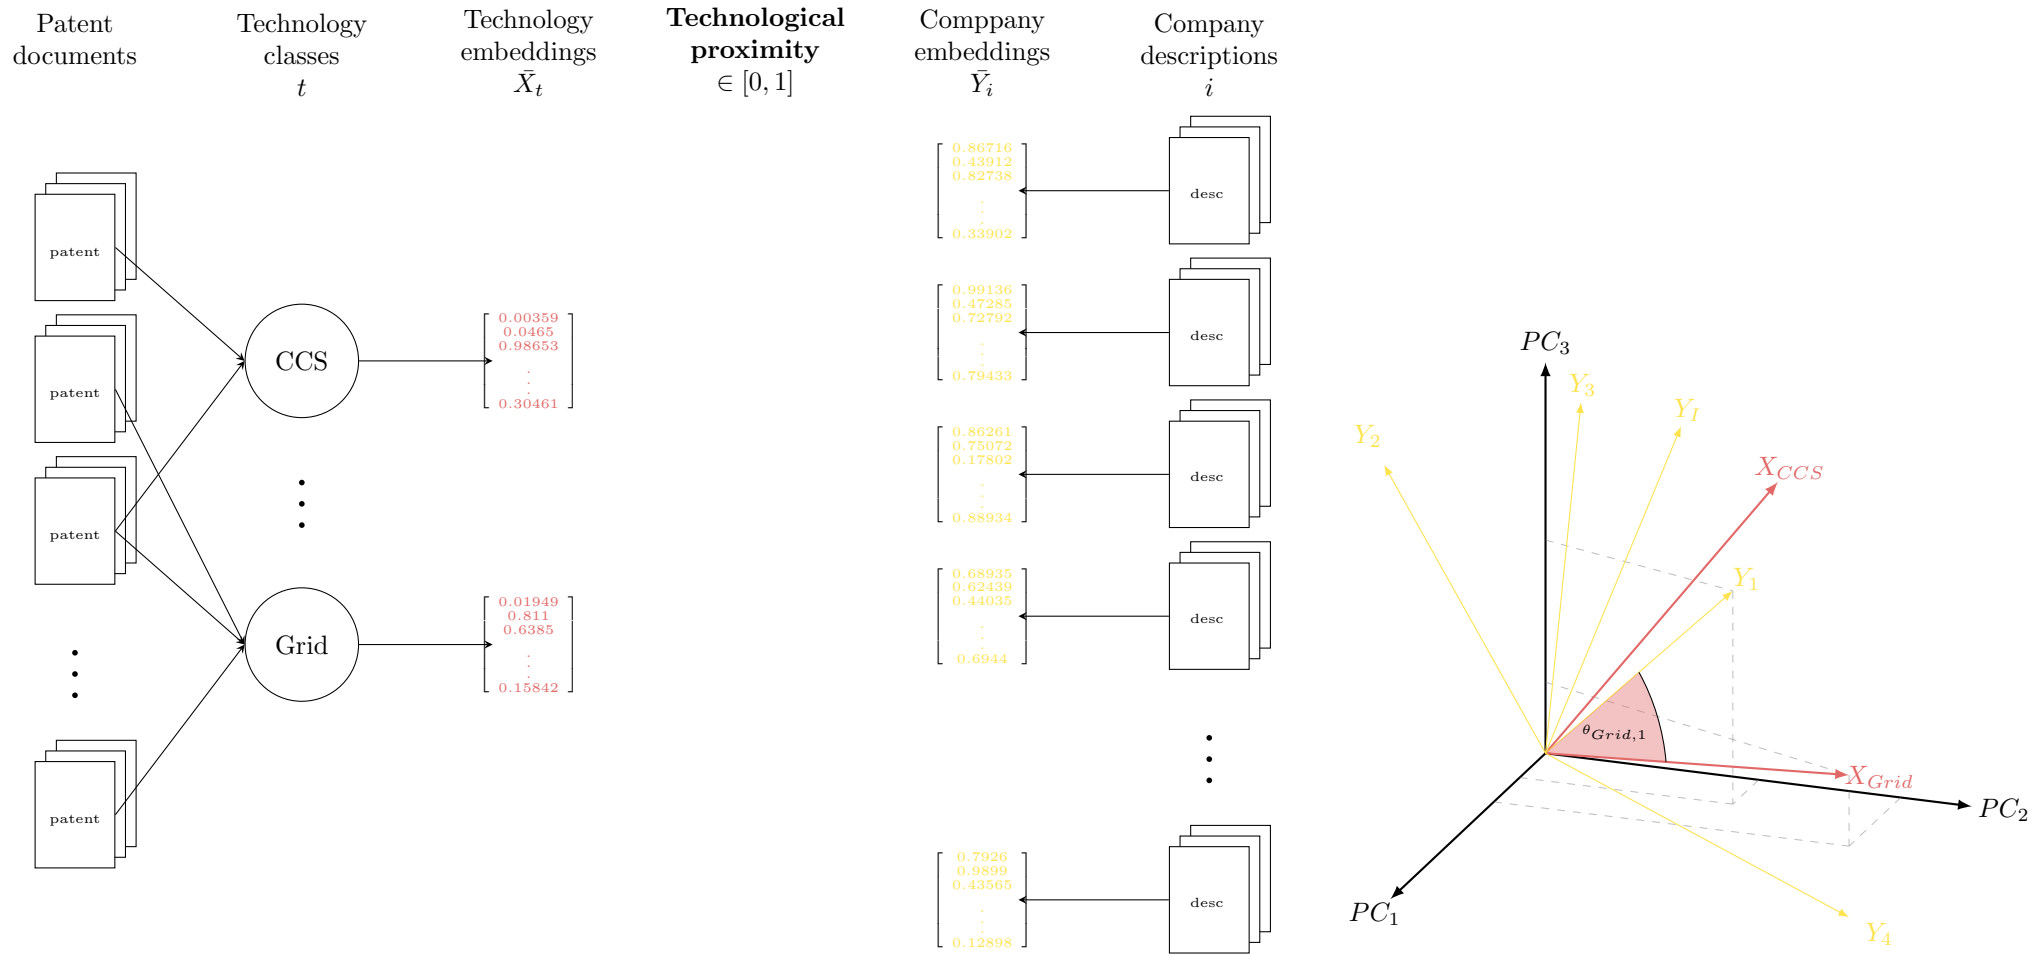 Patent
documents
Technology
classes
t
Technology
embeddings
X̄_t
Technological
proximity
∈ [0, 1]
Comppany
embeddings
Ȳ_i
Company
descriptions
i
patent
patent
patent
patent
CCS
Grid
0.00359
0.0465
0.98653
0.30461
0.01949
0.811
0.6385
0.15842
0.86716
0.43912
0.82738
0.33902
0.99136
0.47285
0.72792
0.79433
0.86261
0.75072
0.17802
0.88934
0.68935
0.62439
0.44035
0.6944
0.7926
0.9899
0.43565
0.12898
desc
desc
desc
desc
desc
PC_3
Y_3
Y_I
Y_2
X_CCS
Y_1
θ_Grid,1
X_Grid
PC_2
PC_1
Y_4